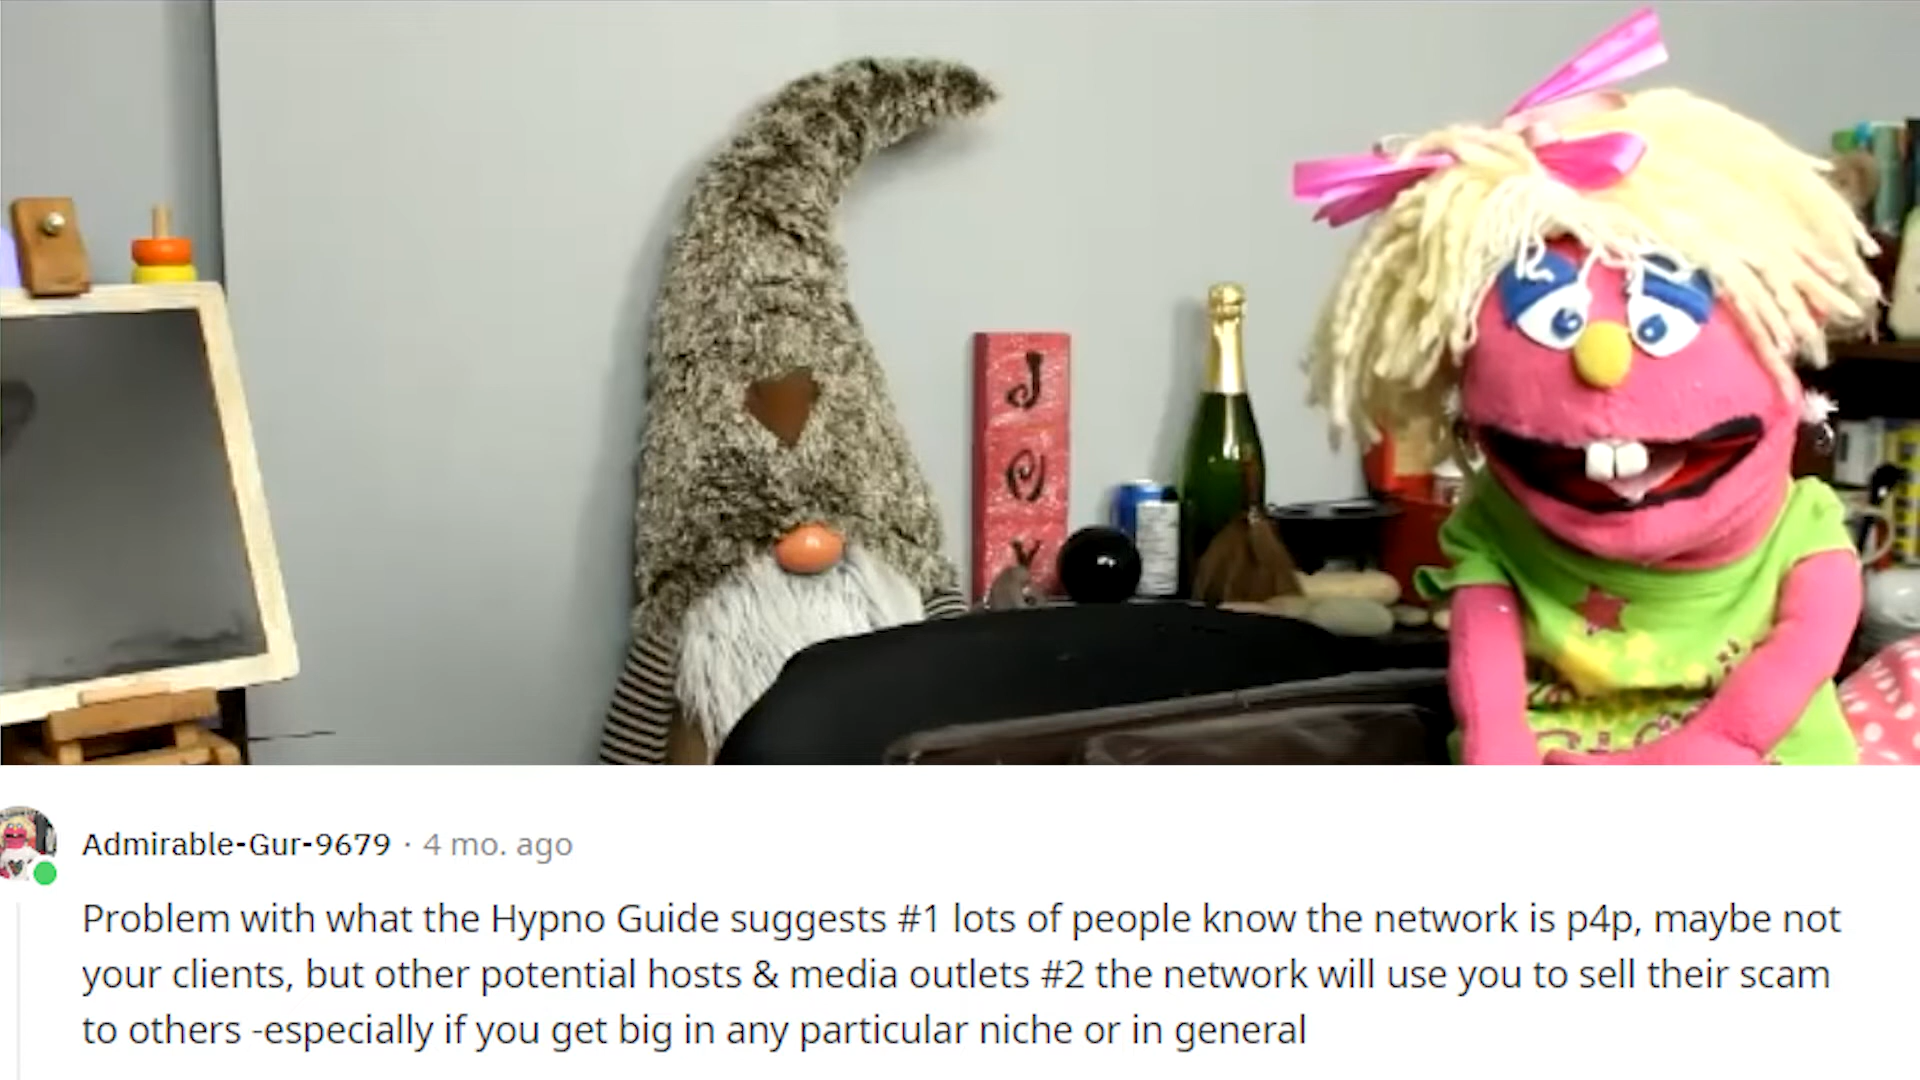 J
O
Y
Admirable-Gur-9679 · 4 mo. ago
Problem with what the Hypno Guide suggests #1 lots of people know the network is p4p, maybe not
your clients, but other potential hosts & media outlets #2 the network will use you to sell their scam
to others -especially if you get big in any particular niche or in general